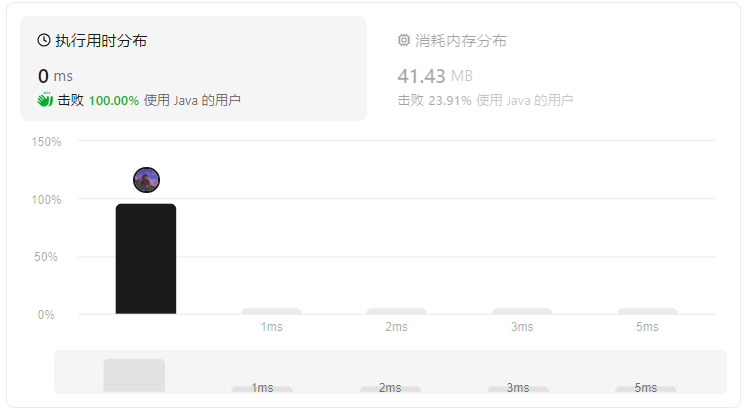 执行用时分布
0 ms
击败 100.00% 使用 Java 的用户
消耗内存分布
41.43 MB
击败 23.91% 使用 Java 的用户
150%
100%
50%
0%
1ms 2ms 3ms 5ms
1ms 2ms 3ms 5ms